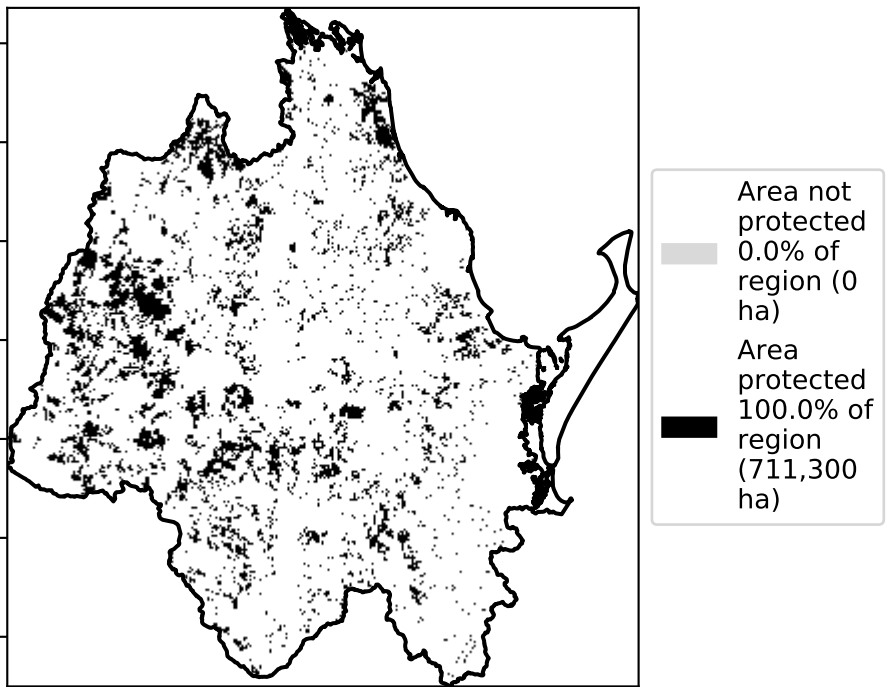 Area not
protected
0.0% of
region (0
ha)
Area
protected
100.0% of
region
(711,300
ha)